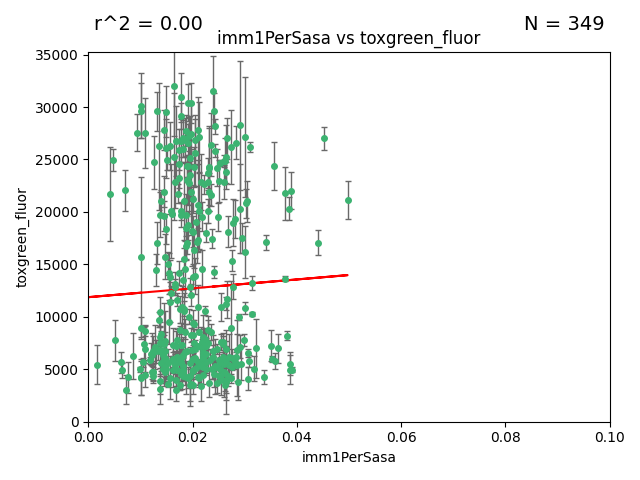 r^2 = 0.00
N = 349
imm1PerSasa vs toxgreen_fluor
35000
30000
25000
20000
15000
10000
5000
0
toxgreen_fluor
0.00
0.02
0.04
0.06
0.08
0.10
imm1PerSasa